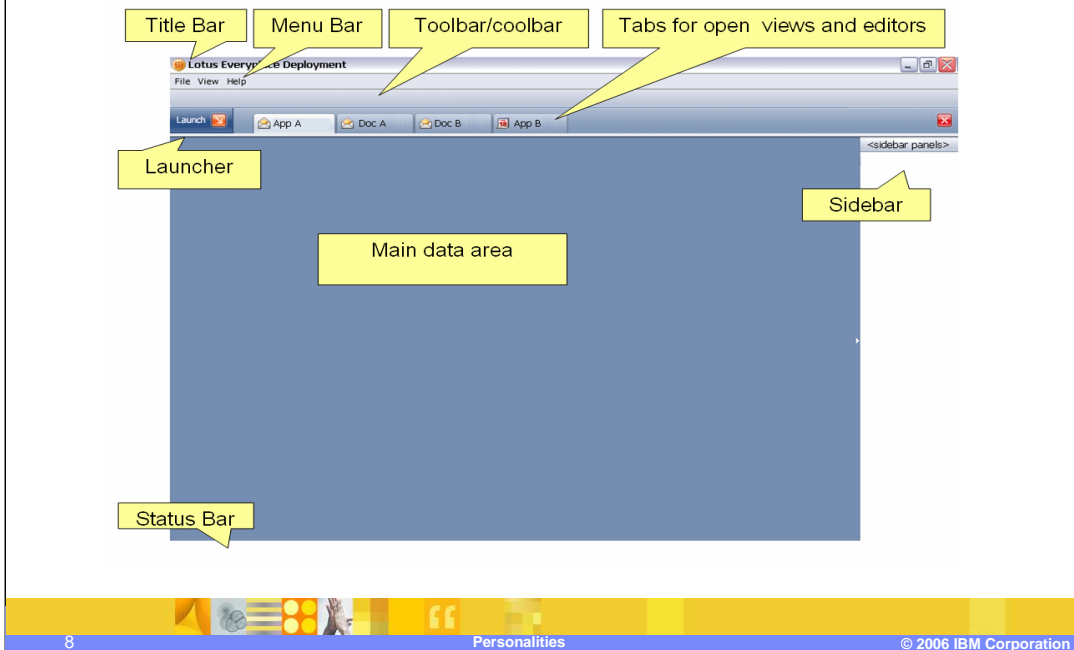 Title Bar
Menu Bar
Toolbar/coolbar
Tabs for open views and editors
Lotus Everyplace Deployment
File View Help
Launch
App A
Doc A
Doc B
App B
<sidebar panels>
Launcher
Sidebar
Main data area
Status Bar
8
Personalities
© 2006 IBM Corporation